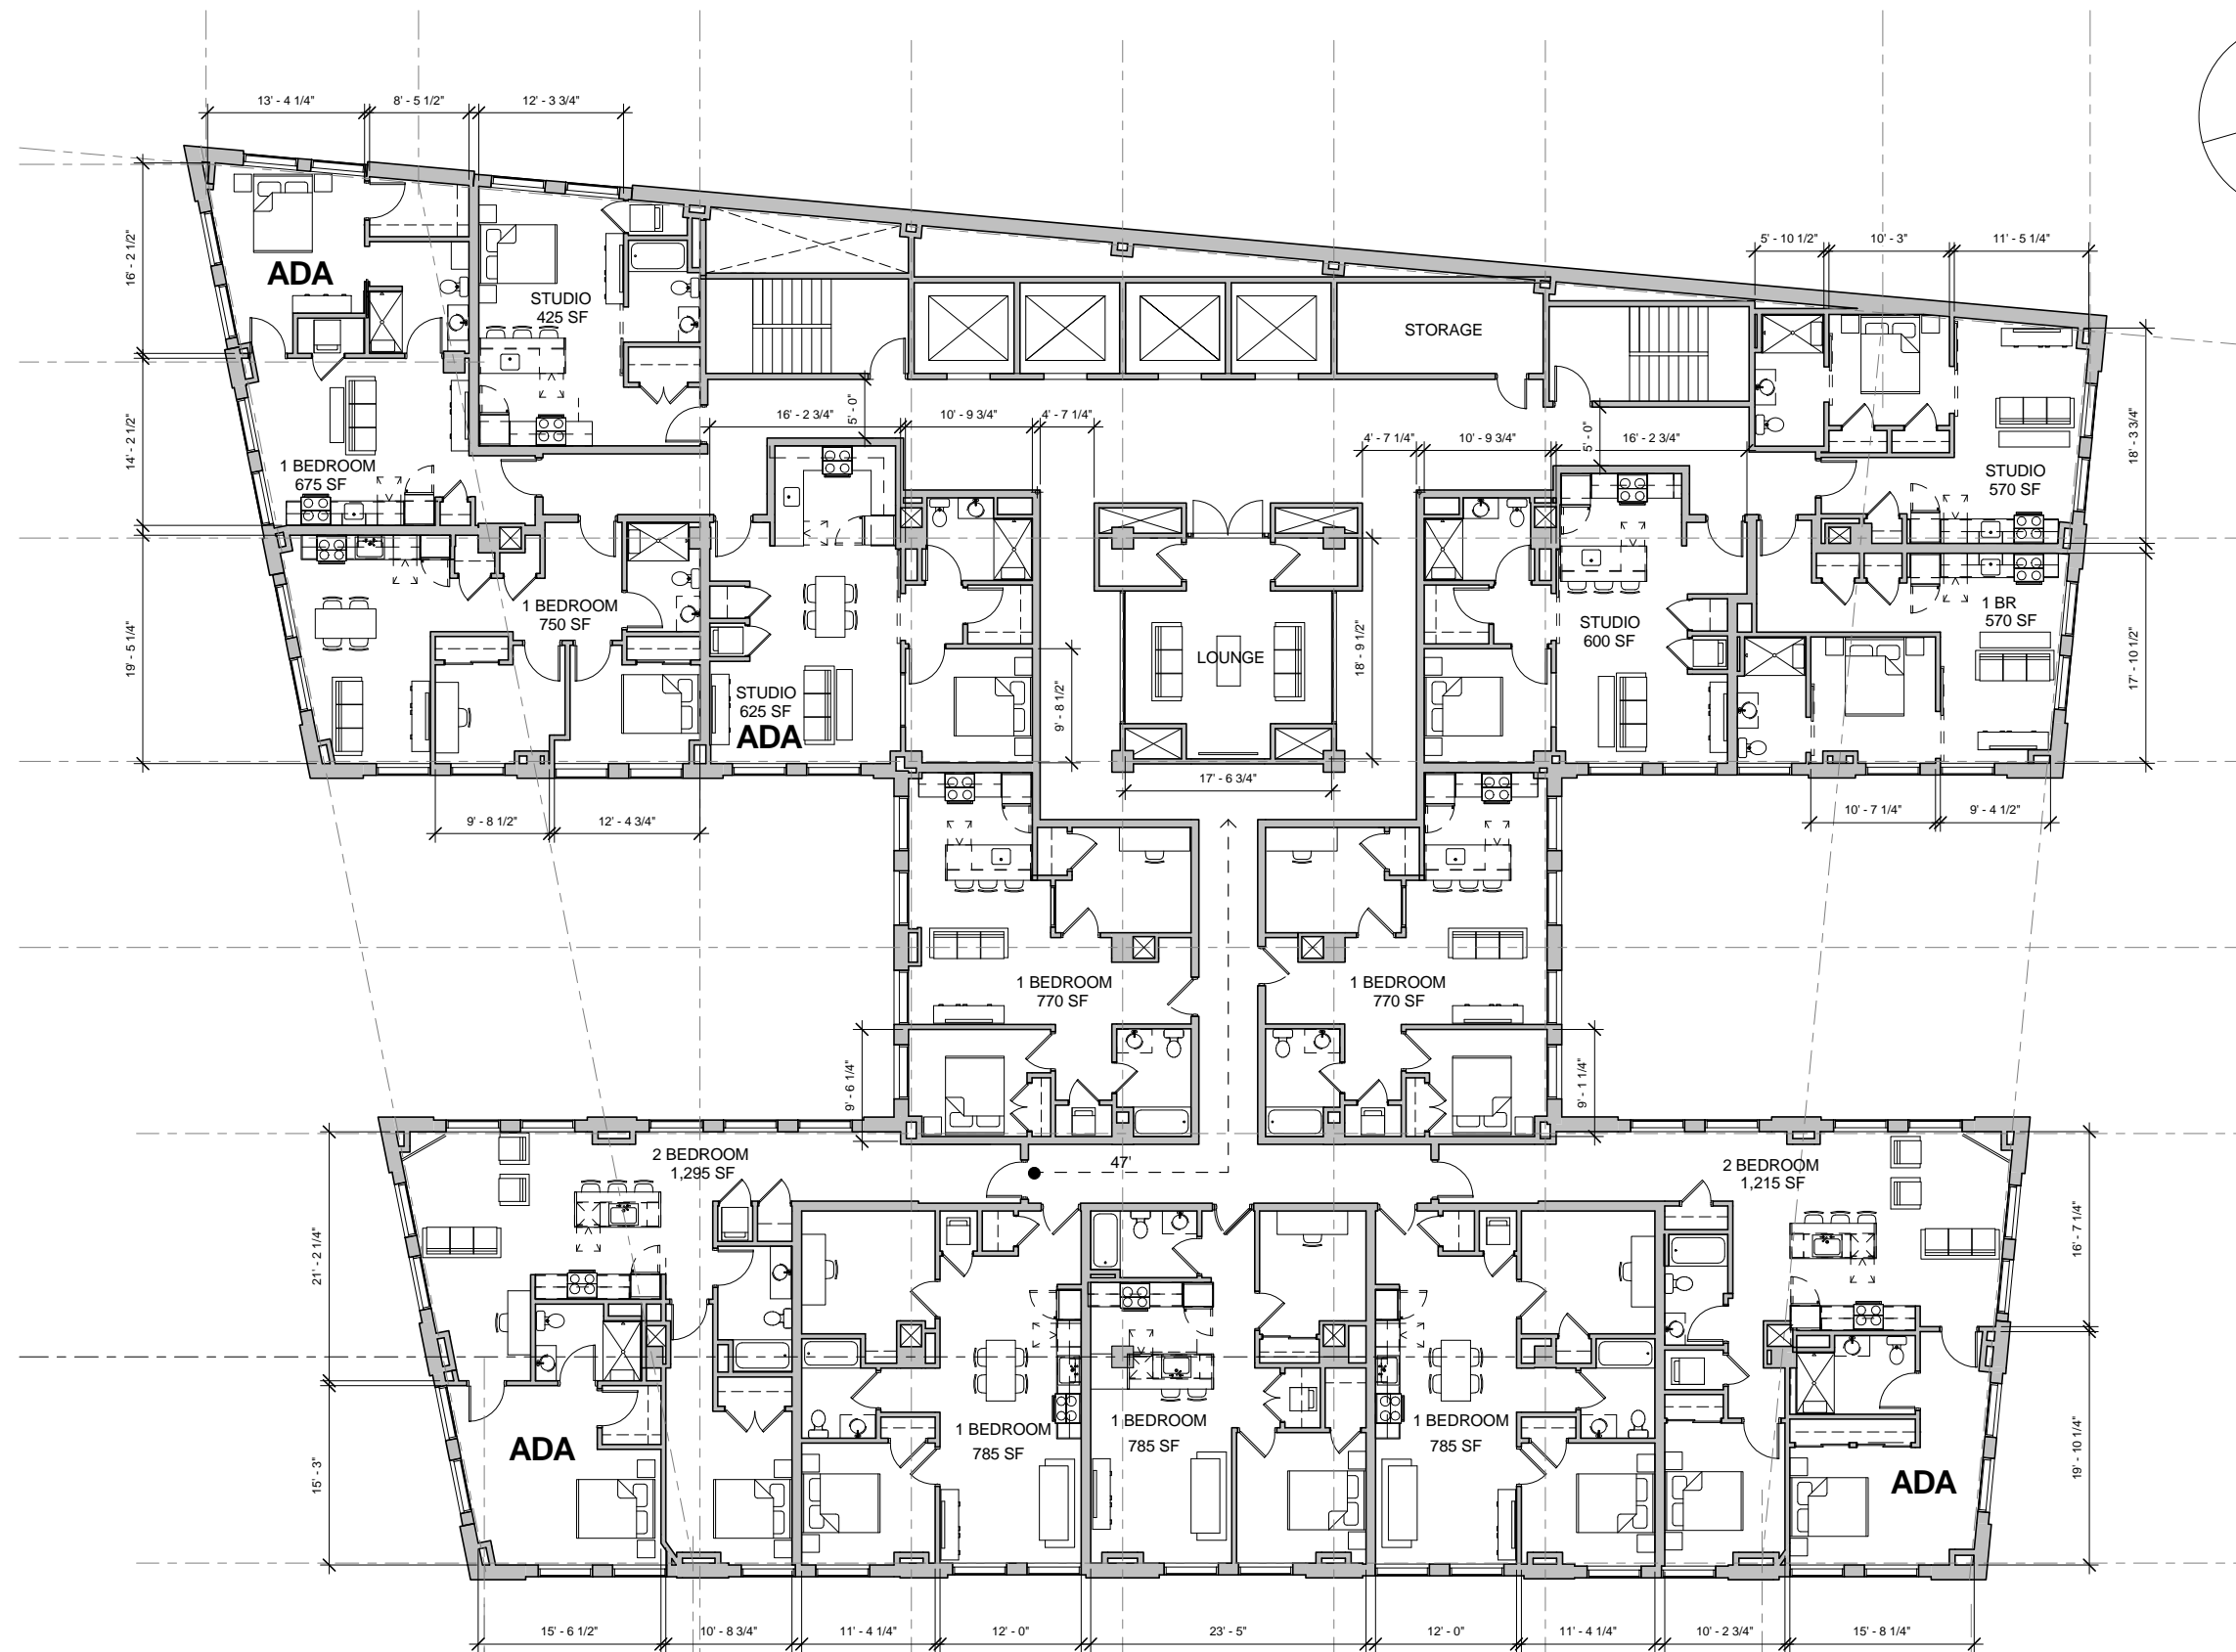 13' - 4 1/4"
8' - 5 1/2"
12' - 3 3/4"
5' - 10 1/2"
10' - 3"
11' - 5 1/4"
16' - 2 1/2"
ADA
STUDIO
425 SF
STORAGE
14' - 2 1/2"
16' - 2 3/4"
5' - 0"
10' - 9 3/4"
4' - 7 1/4"
4' - 7 1/4"
10' - 9 3/4"
5' - 0"
16' - 2 3/4"
18' - 3 3/4"
1 BEDROOM
675 SF
STUDIO
570 SF
19' - 5 1/4"
1 BEDROOM
750 SF
STUDIO
625 SF
ADA
9' - 8 1/2"
LOUNGE
18' - 9 1/2"
STUDIO
600 SF
1 BR
570 SF
17' - 10 1/2"
17' - 6 3/4"
9' - 8 1/2"
12' - 4 3/4"
10' - 7 1/4"
9' - 4 1/2"
1 BEDROOM
770 SF
1 BEDROOM
770 SF
9' - 6 1/4"
9' - 1 1/4"
2 BEDROOM
1,295 SF
47'
2 BEDROOM
1,215 SF
21' - 2 1/4"
16' - 7 1/4"
1 BEDROOM
785 SF
1 BEDROOM
785 SF
1 BEDROOM
785 SF
ADA
ADA
15' - 3"
19' - 10 1/4"
15' - 6 1/2"
10' - 8 3/4"
11' - 4 1/4"
12' - 0"
23' - 5"
12' - 0"
11' - 4 1/4"
10' - 2 3/4"
15' - 8 1/4"